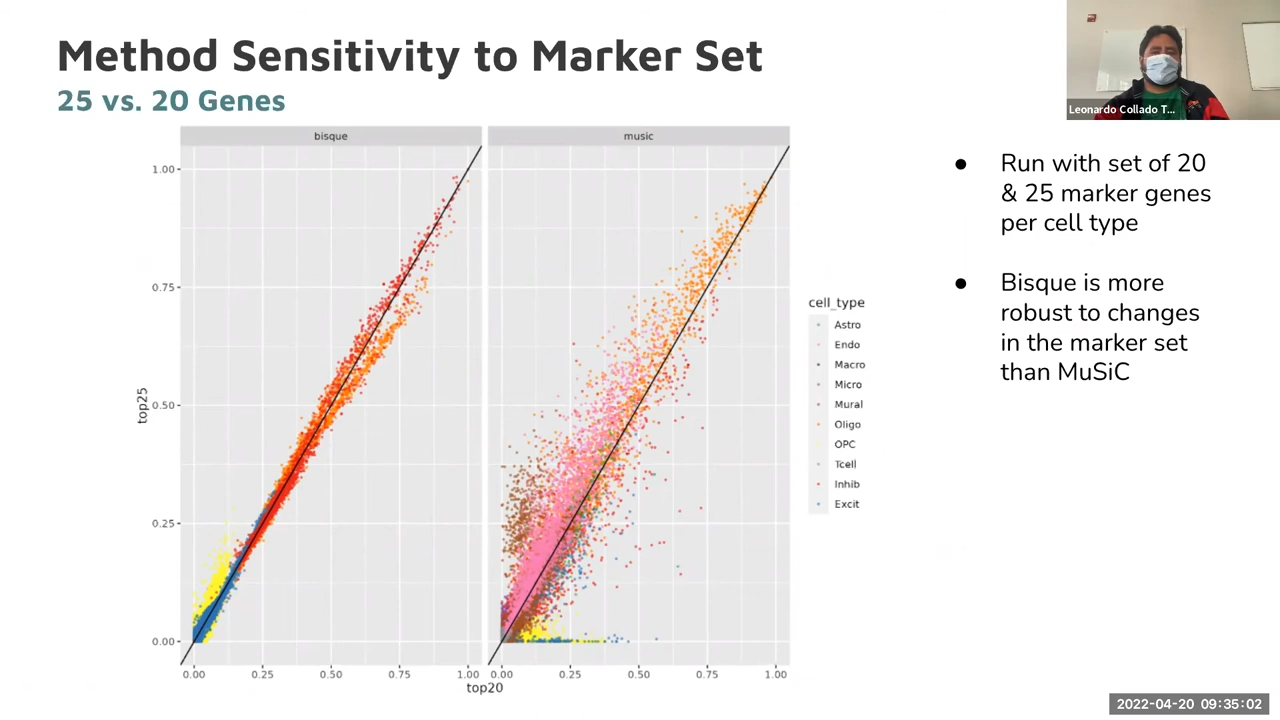 Method Sensitivity to Marker Set
25 vs. 20 Genes
Leonardo Collado T...
bisque
music
1.00
0.75
0.50
0.25
0.00
top25
0.00 0.25 0.50 0.75 1.00
0.00 0.25 0.50 0.75 1.00
top20
cell_type
Astro
Endo
Macro
Micro
Mural
Oligo
OPC
Tcell
Inhib
Excit
● Run with set of 20
& 25 marker genes
per cell type
● Bisque is more
robust to changes
in the marker set
than MuSiC
2022-04-20 09:35:02